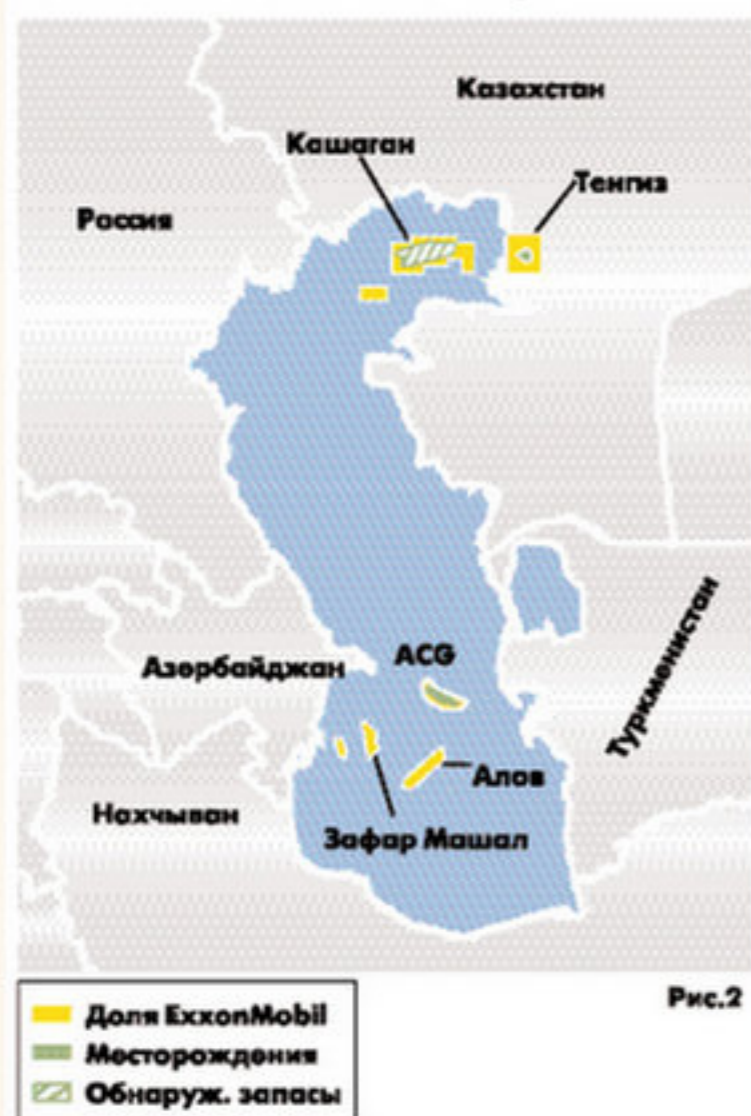 Казахстан
Кашаган
Тенгиз
Россия
Азербайджан
ACG
Туркменистан
Алов
Нахчыван
Зафар Машал
Рис.2
Доля ExxonMobil
Месторождения
Обнаруж. запасы